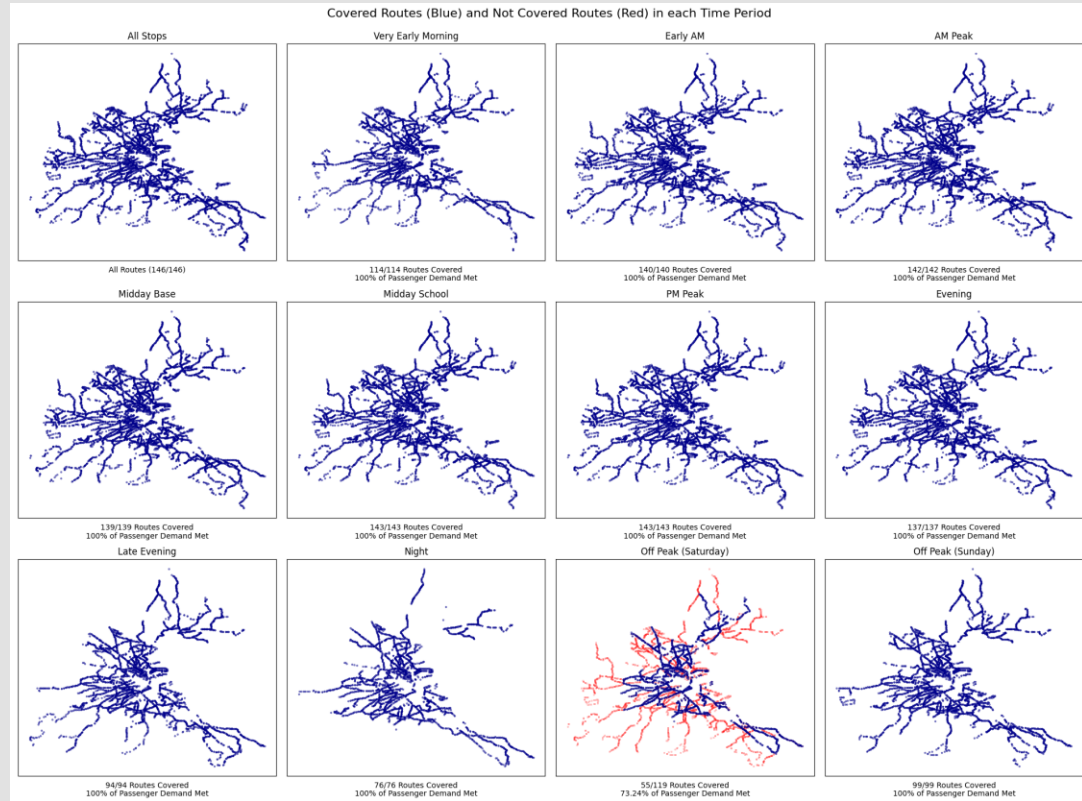 Covered Routes (Blue) and Not Covered Routes (Red) in each Time Period
All Stops
Very Early Morning
Early AM
AM Peak
All Routes (146/146)
114/114 Routes Covered
100% of Passenger Demand Met
140/140 Routes Covered
100% of Passenger Demand Met
142/142 Routes Covered
100% of Passenger Demand Met
Midday Base
Midday School
PM Peak
Evening
139/139 Routes Covered
100% of Passenger Demand Met
143/143 Routes Covered
100% of Passenger Demand Met
143/143 Routes Covered
100% of Passenger Demand Met
137/137 Routes Covered
100% of Passenger Demand Met
Late Evening
Night
Off Peak (Saturday)
Off Peak (Sunday)
94/94 Routes Covered
100% of Passenger Demand Met
76/76 Routes Covered
100% of Passenger Demand Met
55/119 Routes Covered
73.24% of Passenger Demand Met
99/99 Routes Covered
100% of Passenger Demand Met